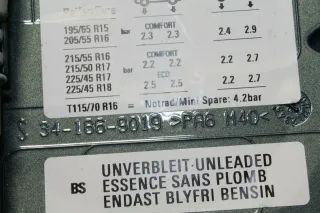 195/65 R15
205/55 R16
bar
COMFORT
2.3 2.3
2.4 2.9
215/55 R16
215/50 R17
225/45 R17
225/45 R18
bar
COMFORT
2.2 2.2
ECO
2.5 2.5
2.2 2.7
2.2 2.7
T115/70 R16 = Notrad/Mini Spare: 4.2bar
34-186-9019 >PA6 M40<
BS
UNVERBLEIT-UNLEADED
ESSENCE SANS PLOMB
ENDAST BLYFRI BENSIN